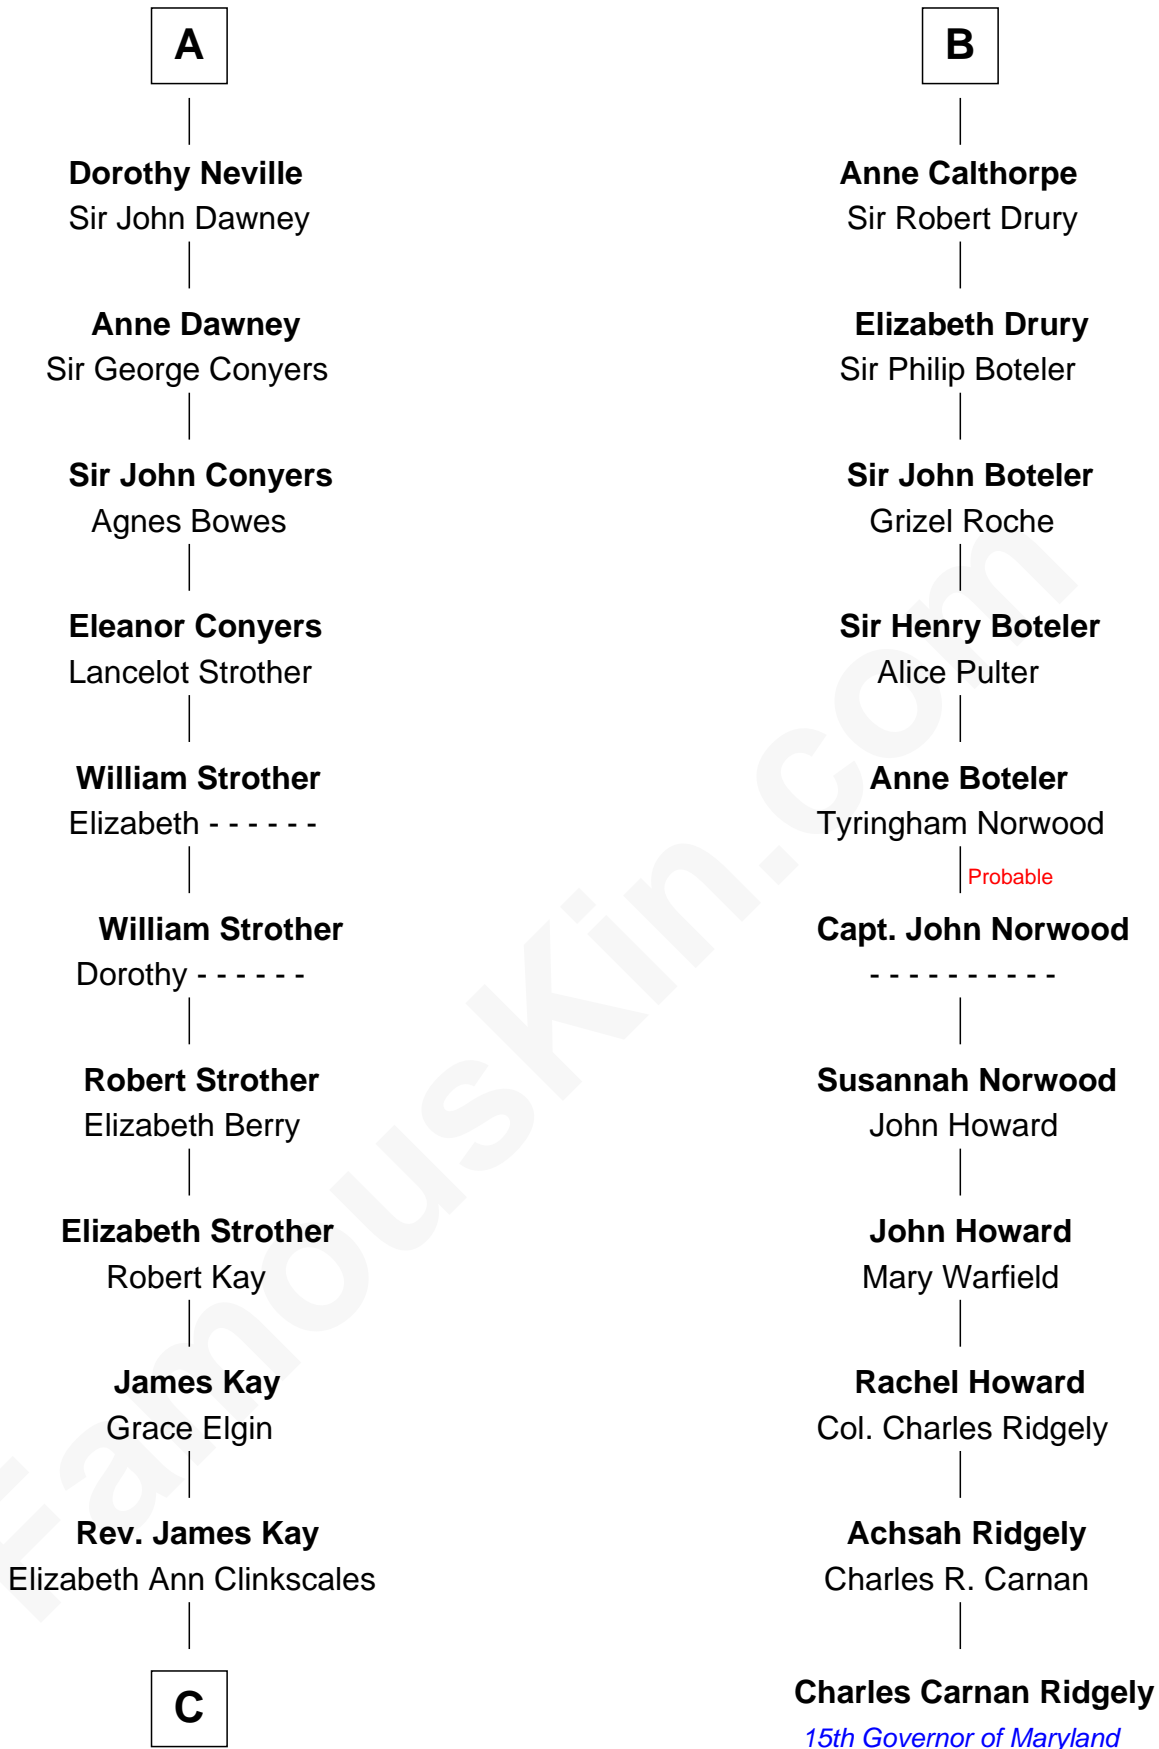 A
Dorothy Neville
Sir John Dawney
Anne Dawney
Sir George Conyers
Sir John Conyers
Agnes Bowes
Eleanor Conyers
Lancelot Strother
William Strother
Elizabeth - - - - - -
William Strother
Dorothy - - - - - -
Robert Strother
Elizabeth Berry
Elizabeth Strother
Robert Kay
James Kay
Grace Elgin
Rev. James Kay
Elizabeth Ann Clinkscales
C
B
Anne Calthorpe
Sir Robert Drury
Elizabeth Drury
Sir Philip Boteler
Sir John Boteler
Grizel Roche
Sir Henry Boteler
Alice Pulter
Anne Boteler
Tyringham Norwood
Probable
Capt. John Norwood
- - - - - - - - - -
Susannah Norwood
John Howard
John Howard
Mary Warfield
Rachel Howard
Col. Charles Ridgely
Achsah Ridgely
Charles R. Carnan
Charles Carnan Ridgely
15th Governor of Maryland
FamousKin.com